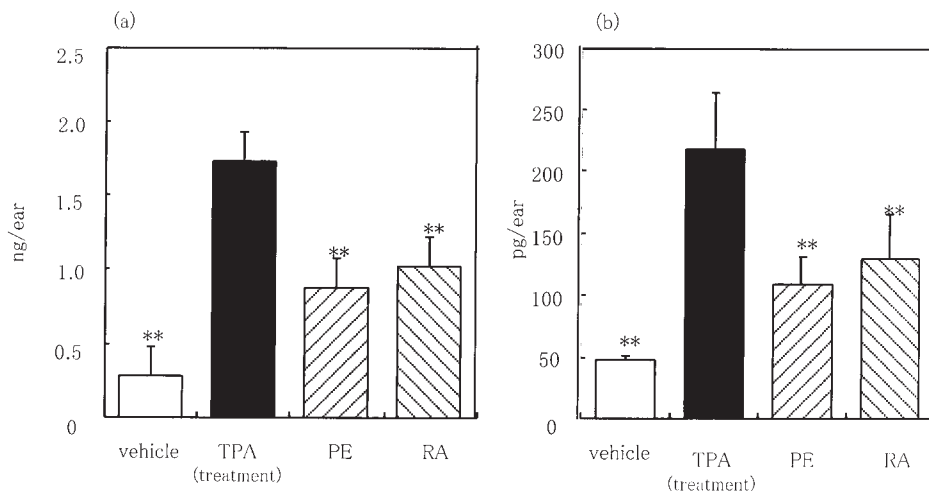 (a)
2.5
2.0
1.5
1.0
0.5
0
ng/ear
**
**
**
vehicle
TPA
(treatment)
PE
RA
(b)
300
250
200
150
100
50
0
pg/ear
**
**
**
vehicle
TPA
(treatment)
PE
RA